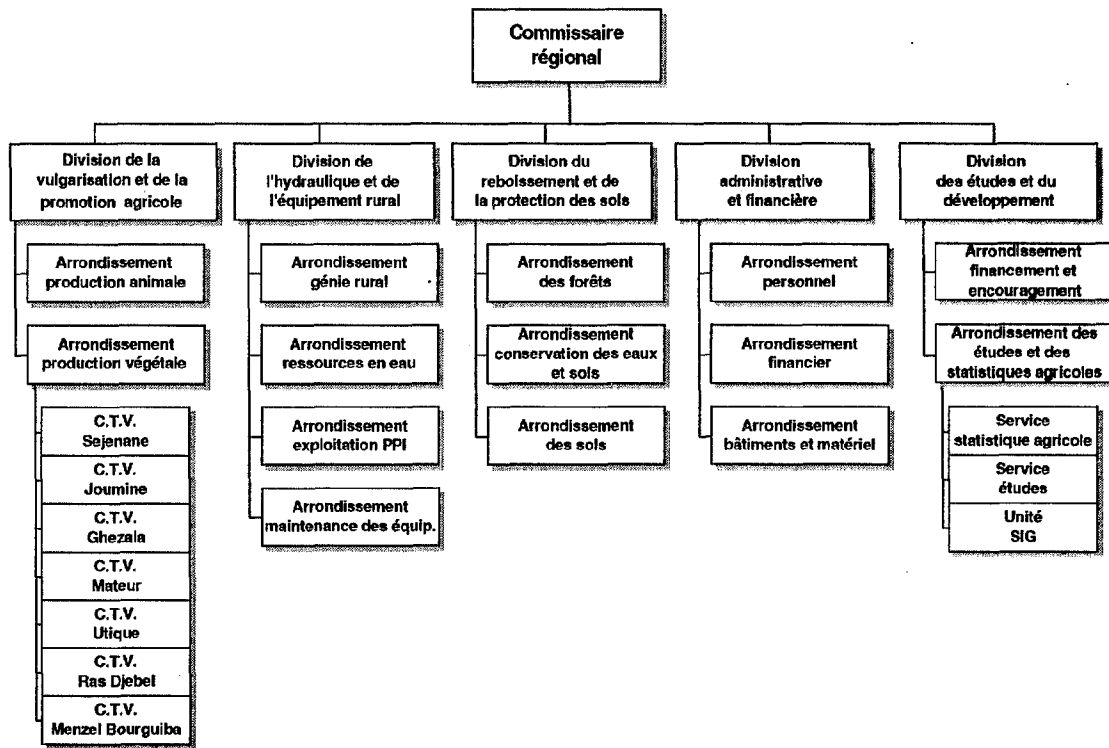 Commissaire
régional
Division de la
vulgarisation et de la
promotion agricole
Division de
l'hydraulique et de
l'équipement rural
Division du
reboissement et de
la protection des sols
Division
administrative
et financière
Division
des études et du
développement
Arrondissement
production animale
Arrondissement
production végétale
C.T.V.
Sejenane
C.T.V.
Joumine
C.T.V.
Ghezala
C.T.V.
Mateur
C.T.V.
Utique
C.T.V.
Ras Djebel
C.T.V.
Menzel Bourguiba
Arrondissement
génie rural
Arrondissement
ressources en eau
Arrondissement
exploitation PPI
Arrondissement
maintenance des équip.
Arrondissement
des forêts
Arrondissement
conservation des eaux
et sols
Arrondissement
des sols
Arrondissement
personnel
Arrondissement
financier
Arrondissement
bâtiments et matériel
Arrondissement
financement et
encouragement
Arrondissement des
études et des
statistiques agricoles
Service
statistique agricole
Service
études
Unité
SIG